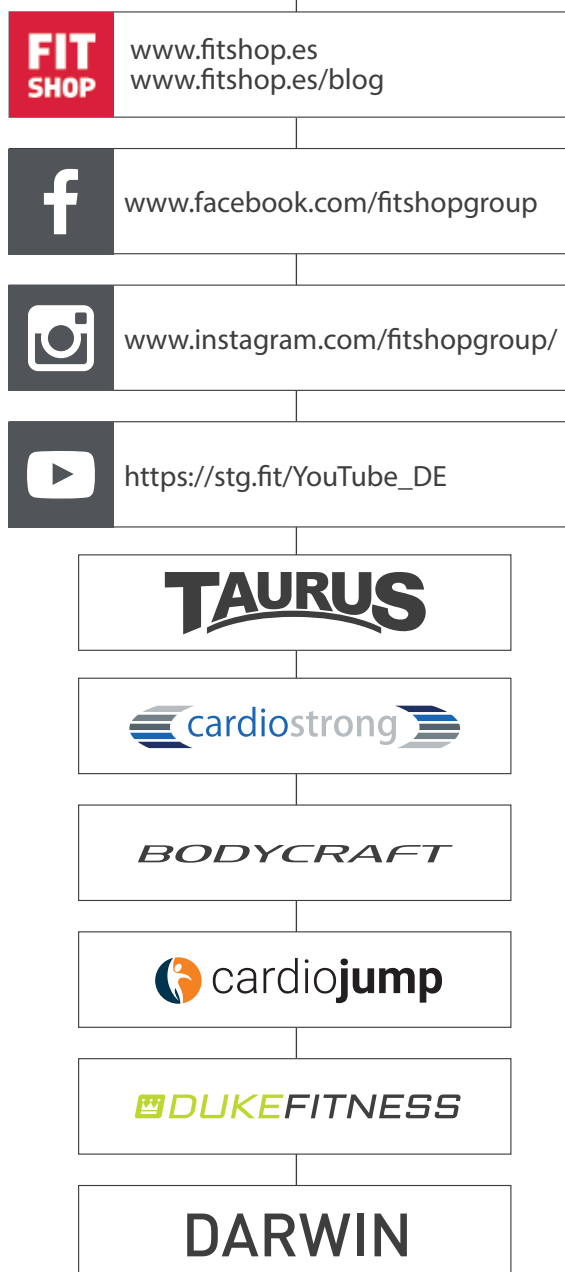 FIT
SHOP
www.fitshop.es
www.fitshop.es/blog
f
www.facebook.com/fitshopgroup
www.instagram.com/fitshopgroup/
https://stg.fit/YouTube_DE
TAURUS
cardiostrong
BODYCRAFT
cardiojump
DUKEFITNESS
DARWIN